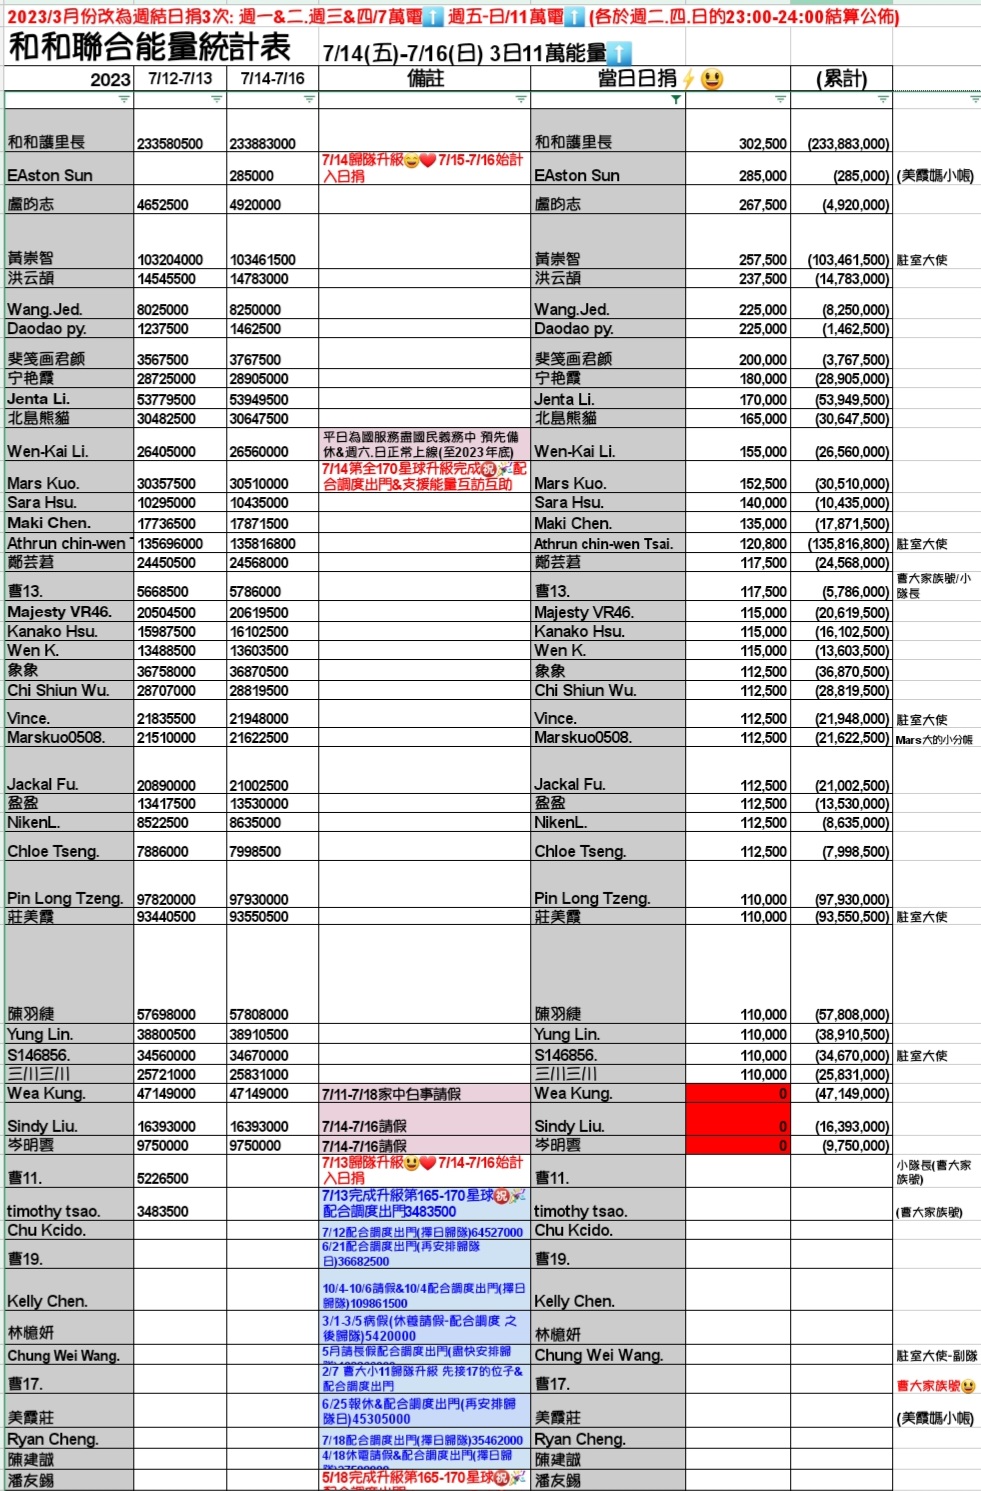 2023/3月份改為週結日捐3次: 週一&二.週三&四/7萬電⬆️ 週五-日/11萬電⬆️ (各於週二.四.日的23:00-24:00結算公佈)
和和聯合能量統計表 7/14(五)-7/16(日) 3日11萬能量⬆️
2023 7/12-7/13 7/14-7/16 備註 當日日捐⚡😃 (累計)
和和護里長 233580500 233883000 和和護里長 302,500 (233,883,000)
EAston Sun 285000 7/14歸隊升級😄❤️ 7/15-7/16始計 EAston Sun 285,000 (285,000) (美霞媽小帳)
入日捐
盧昀志 4652500 4920000 盧昀志 267,500 (4,920,000)
黃崇智 103204000 103461500 黃崇智 257,500 (103,461,500) 駐室大使
洪云頡 14545500 14783000 洪云頡 237,500 (14,783,000)
Wang.Jed. 8025000 8250000 Wang.Jed. 225,000 (8,250,000)
Daodao py. 1237500 1462500 Daodao py. 225,000 (1,462,500)
斐笺画君颜 3567500 3767500 斐笺画君颜 200,000 (3,767,500)
宁艳霞 28725000 28905000 宁艳霞 180,000 (28,905,000)
Jenta Li. 53779500 53949500 Jenta Li. 170,000 (53,949,500)
北島熊貓 30482500 30647500 北島熊貓 165,000 (30,647,500)
Wen-Kai Li. 26405000 26560000 平日為國服務盡國民義務中 預先備 Wen-Kai Li. 155,000 (26,560,000)
休&週六.日正常上線(至2023年底)
Mars Kuo. 30357500 30510000 7/14第全170星球升級完成㊗️🎉配 Mars Kuo. 152,500 (30,510,000)
合調度出門&支援能量互訪互助
Sara Hsu. 10295000 10435000 Sara Hsu. 140,000 (10,435,000)
Maki Chen. 17736500 17871500 Maki Chen. 135,000 (17,871,500)
Athrun chin-wen T 135696000 135816800 Athrun chin-wen Tsai. 120,800 (135,816,800) 駐室大使
鄭芸莙 24450500 24568000 鄭芸莙 117,500 (24,568,000)
曹13. 5668500 5786000 曹13. 117,500 (5,786,000) 曹大家族號/小
隊長
Majesty VR46. 20504500 20619500 Majesty VR46. 115,000 (20,619,500)
Kanako Hsu. 15987500 16102500 Kanako Hsu. 115,000 (16,102,500)
Wen K. 13488500 13603500 Wen K. 115,000 (13,603,500)
象象 36758000 36870500 象象 112,500 (36,870,500)
Chi Shiun Wu. 28707000 28819500 Chi Shiun Wu. 112,500 (28,819,500)
Vince. 21835500 21948000 Vince. 112,500 (21,948,000) 駐室大使
Marskuo0508. 21510000 21622500 Marskuo0508. 112,500 (21,622,500) Mars大的小分帳
Jackal Fu. 20890000 21002500 Jackal Fu. 112,500 (21,002,500)
盈盈 13417500 13530000 盈盈 112,500 (13,530,000)
NikenL. 8522500 8635000 NikenL. 112,500 (8,635,000)
Chloe Tseng. 7886000 7998500 Chloe Tseng. 112,500 (7,998,500)
Pin Long Tzeng. 97820000 97930000 Pin Long Tzeng. 110,000 (97,930,000)
莊美霞 93440500 93550500 莊美霞 110,000 (93,550,500) 駐室大使
陳羽緁 57698000 57808000 陳羽緁 110,000 (57,808,000)
Yung Lin. 38800500 38910500 Yung Lin. 110,000 (38,910,500)
S146856. 34560000 34670000 S146856. 110,000 (34,670,000) 駐室大使
三川三川 25721000 25831000 三川三川 110,000 (25,831,000)
Wea Kung. 47149000 47149000 7/11-7/18家中白事請假 Wea Kung. 0 (47,149,000)
Sindy Liu. 16393000 16393000 7/14-7/16請假 Sindy Liu. 0 (16,393,000)
岑明雲 9750000 9750000 7/14-7/16請假 岑明雲 0 (9,750,000)
曹11. 5226500 7/13歸隊升級😃❤️ 7/14-7/16始計 曹11. 小隊長(曹大家
入日捐 族號)
timothy tsao. 3483500 7/13完成升級第165-170星球㊗️🎉 timothy tsao. (曹大家族號)
配合調度出門3483500
Chu Kcido. 7/12配合調度出門(擇日歸隊)64527000 Chu Kcido.
曹19. 6/21配合調度出門(再安排歸隊 曹19.
日)36682500
Kelly Chen. 10/4-10/6請假&10/4配合調度出門(擇日 Kelly Chen.
歸隊)109861500
林檍妍 3/1-3/5病假(休養請假-配合調度 之 林檍妍
後歸隊)5420000
Chung Wei Wang. 5月請長假配合調度出門(盡快安排歸 Chung Wei Wang. 駐室大使-副隊
曹17. 2/7 曹大小11歸隊升級 先接17的位子& 曹17. 曹大家族號😃
配合調度出門
美霞莊 6/25報休&配合調度出門(再安排歸 美霞莊 (美霞媽小帳)
隊日)45305000
Ryan Cheng. 7/18配合調度出門(擇日歸隊)35462000 Ryan Cheng.
陳建誠 4/18休電請假&配合調度出門(擇日歸 陳建誠
潘友錫 5/18完成升級第165-170星球㊗️🎉 潘友錫